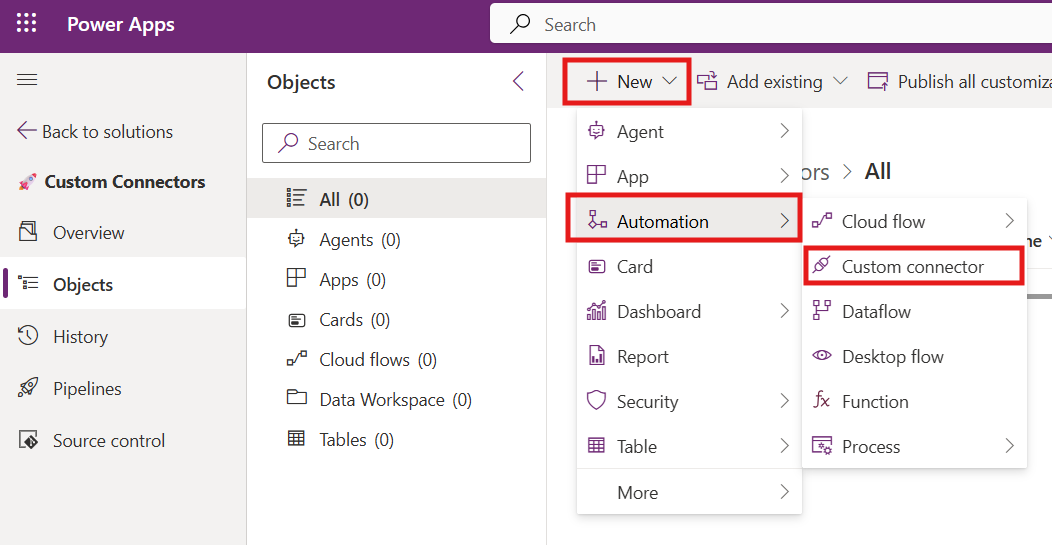 Power Apps
Search
Back to solutions
Custom Connectors
Overview
Objects
History
Pipelines
Source control
Objects
Search
All (0)
Agents (0)
Apps (0)
Cards (0)
Cloud flows (0)
Data Workspace (0)
Tables (0)
New
Add existing
Publish all customiza
ors > All
Agent
App
Automation
Card
Dashboard
Report
Security
Table
More
Cloud flow
Custom connector
Dataflow
Desktop flow
fx Function
Process
me